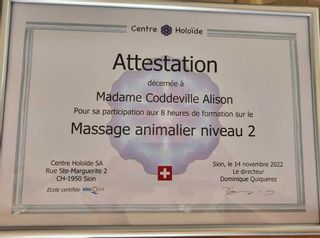 Centre Holoïde
Attestation
décernée à
Madame Coddeville Alison
Pour sa participation aux 8 heures de formation sur le
Massage animalier niveau 2
Centre Holoïde SA
Rue Ste-Marguerite 2
CH-1950 Sion
Ecole certifiée EDUQUA
Sion, le 14 novembre 2022
Le directeur
Dominique Quiquerez